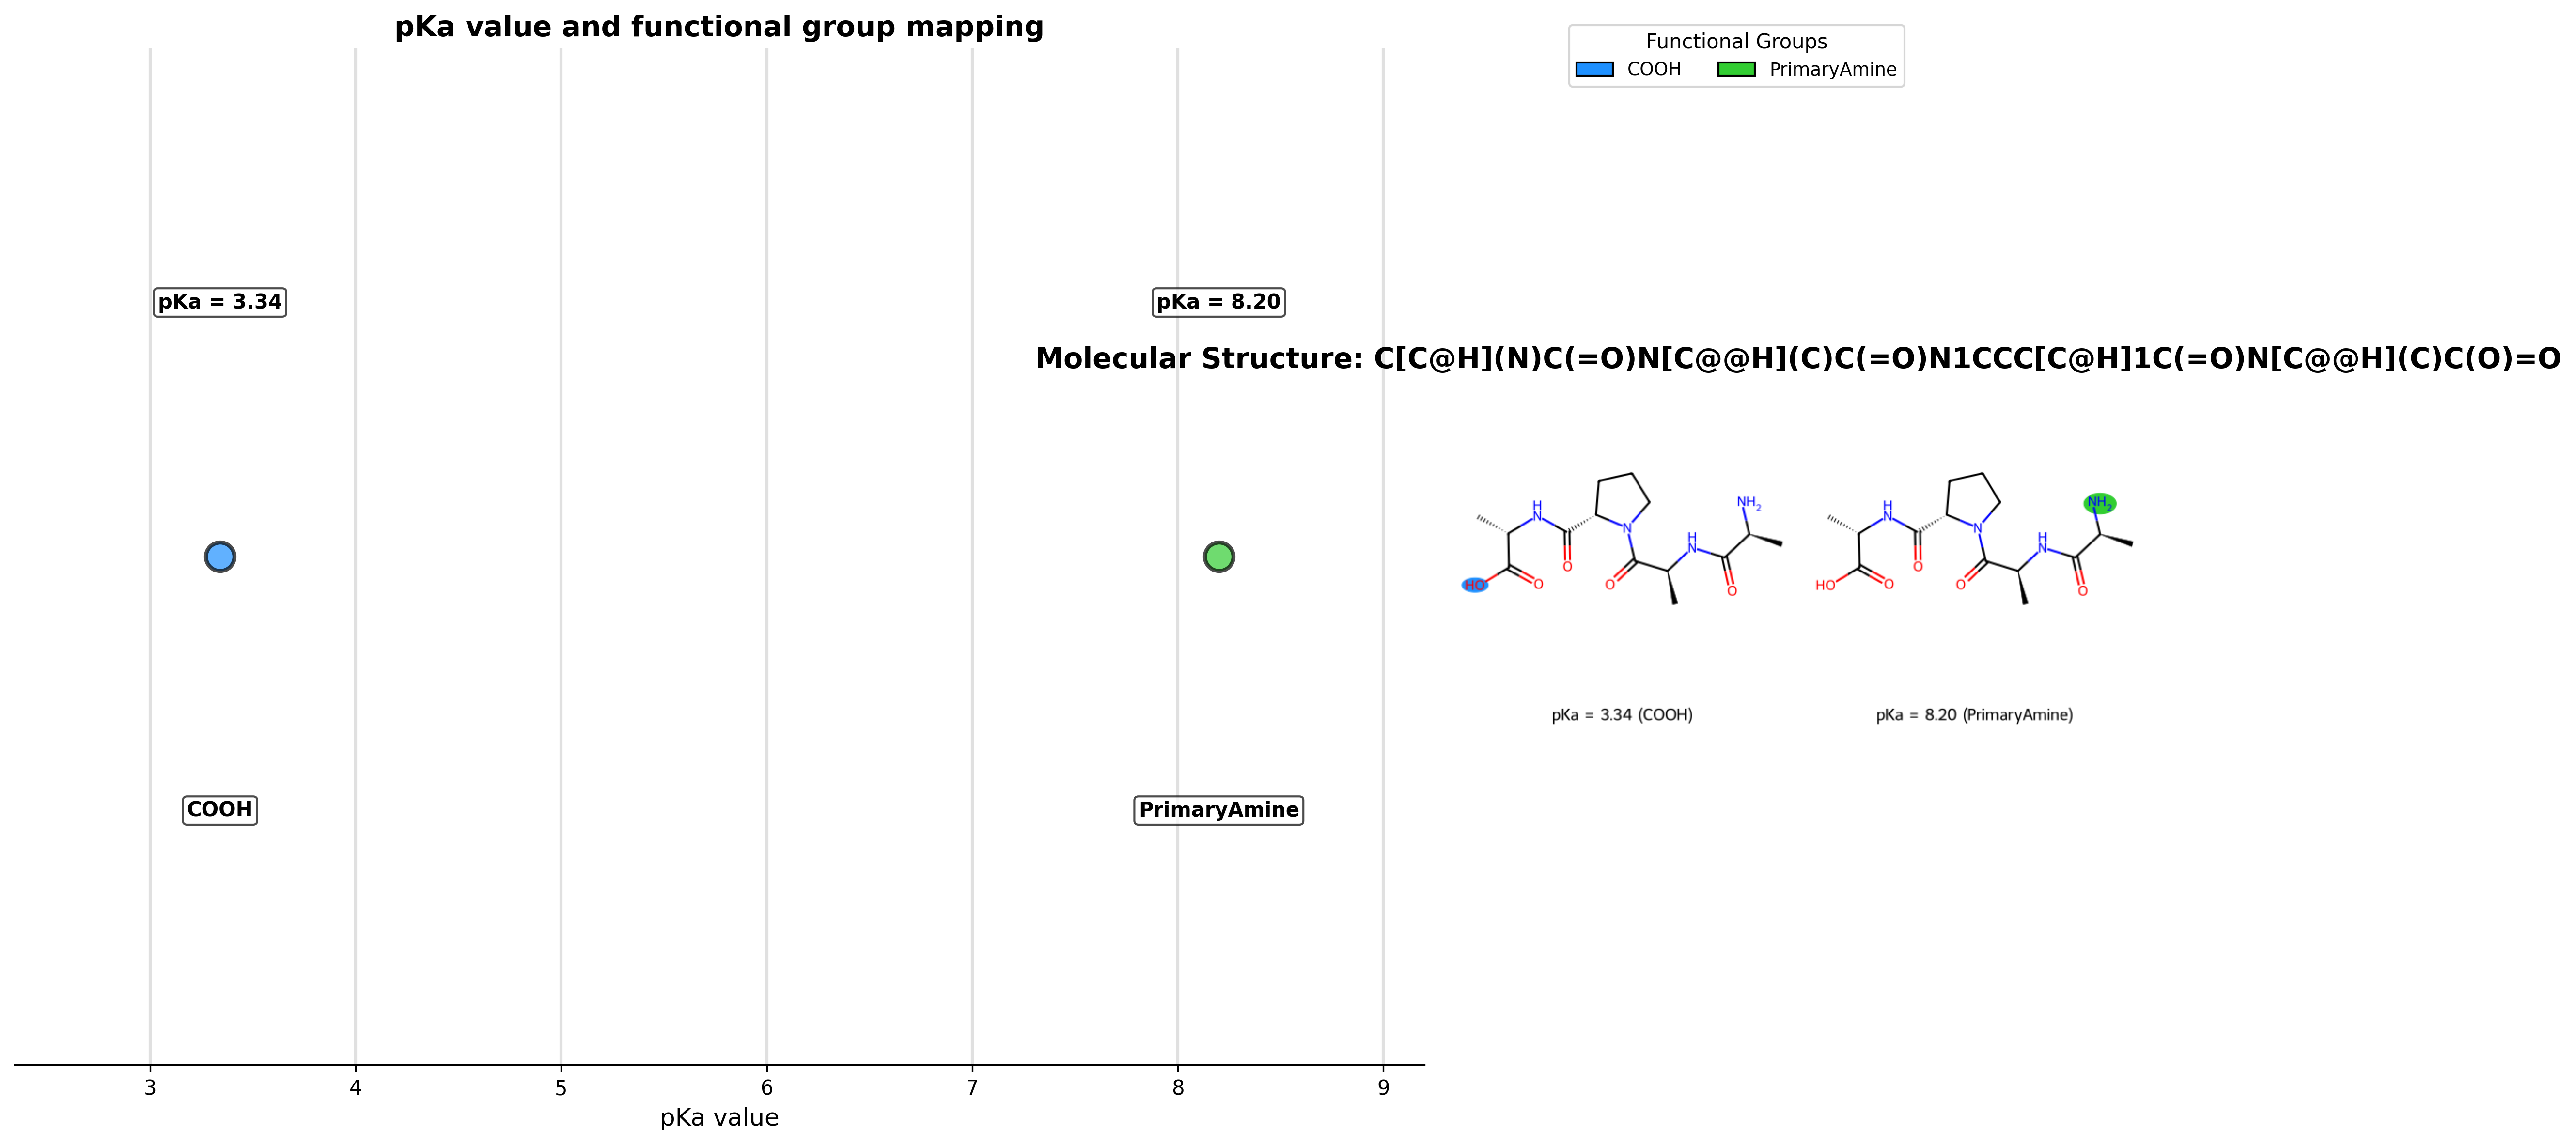 pKa value and functional group mapping
Functional Groups
COOH PrimaryAmine
pKa = 3.34 pKa = 8.20
Molecular Structure: C[C@H](N)C(=O)N[C@@H](C)C(=O)N1CCC[C@H]1C(=O)N[C@@H](C)C(O)=O
H
N
O
HO
O
N
O
H
N
O
NH2
pKa = 3.34 (COOH)
H
N
O
HO
O
N
O
H
N
O
NH2
pKa = 8.20 (PrimaryAmine)
COOH PrimaryAmine
3 4 5 6 7 8 9
pKa value